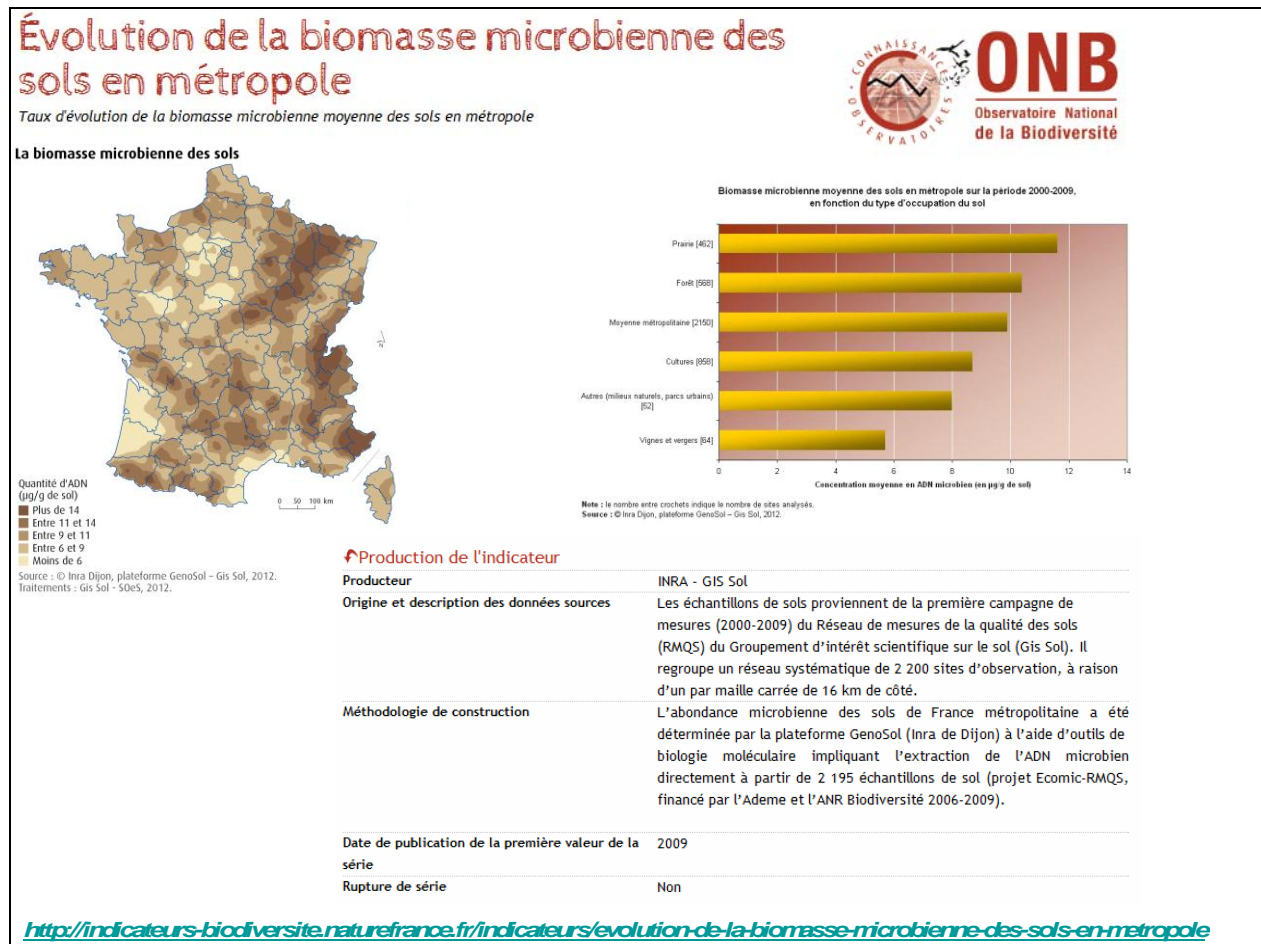 Évolution de la biomasse microbienne des
sols en métropole
Taux d'évolution de la biomasse microbienne moyenne des sols en métropole
CONNAISSANCE
OBSERVATOIRES
ONB
Observatoire National
de la Biodiversité
La biomasse microbienne des sols
N
0 50 100 km
Quantité d'ADN
(µg/g de sol)
Plus de 14
Entre 11 et 14
Entre 9 et 11
Entre 6 et 9
Moins de 6
Source : © Inra Dijon, plateforme GenoSol – Gis Sol, 2012.
Traitements : Gis Sol - SOeS, 2012.
Biomasse microbienne moyenne des sols en métropole sur la période 2000-2009,
en fonction du type d'occupation du sol
Prairie [462]
Forêt [568]
Moyenne métropolitaine [2150]
Cultures [858]
Autres (milieux naturels, parcs urbains)
[52]
Vignes et vergers [64]
0 2 4 6 8 10 12 14
Concentration moyenne en ADN microbien (en µg/g de sol)
Note : le nombre entre crochets indique le nombre de sites analysés.
Source : © Inra Dijon, plateforme GenoSol – Gis Sol, 2012.
Production de l'indicateur
Producteur INRA - GIS Sol
Origine et description des données sources Les échantillons de sols proviennent de la première campagne de
mesures (2000-2009) du Réseau de mesures de la qualité des sols
(RMQS) du Groupement d'intérêt scientifique sur le sol (Gis Sol). Il
regroupe un réseau systématique de 2 200 sites d'observation, à raison
d'un par maille carrée de 16 km de côté.
Méthodologie de construction L'abondance microbienne des sols de France métropolitaine a été
déterminée par la plateforme GenoSol (Inra de Dijon) à l'aide d'outils de
biologie moléculaire impliquant l'extraction de l'ADN microbien
directement à partir de 2 195 échantillons de sol (projet Ecomic-RMQS,
financé par l'Ademe et l'ANR Biodiversité 2006-2009).
Date de publication de la première valeur de la 2009
série
Rupture de série Non
http://indicateurs-biodiversite.naturefrance.fr/indicateurs/evolution-de-la-biomasse-microbienne-des-sols-en-metropole